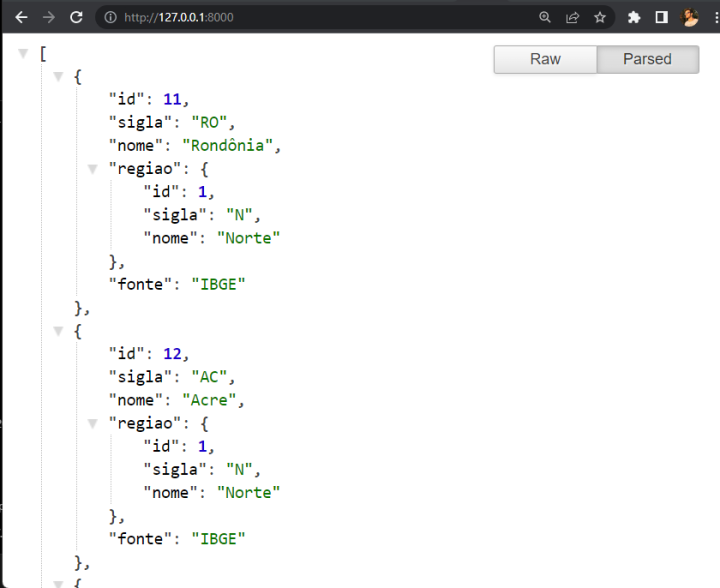 http://127.0.0.1:8000
Raw
Parsed
[
{
"id": 11,
"sigla": "RO",
"nome": "Rondônia",
"regiao": {
"id": 1,
"sigla": "N",
"nome": "Norte"
},
"fonte": "IBGE"
},
{
"id": 12,
"sigla": "AC",
"nome": "Acre",
"regiao": {
"id": 1,
"sigla": "N",
"nome": "Norte"
},
"fonte": "IBGE"
},
{